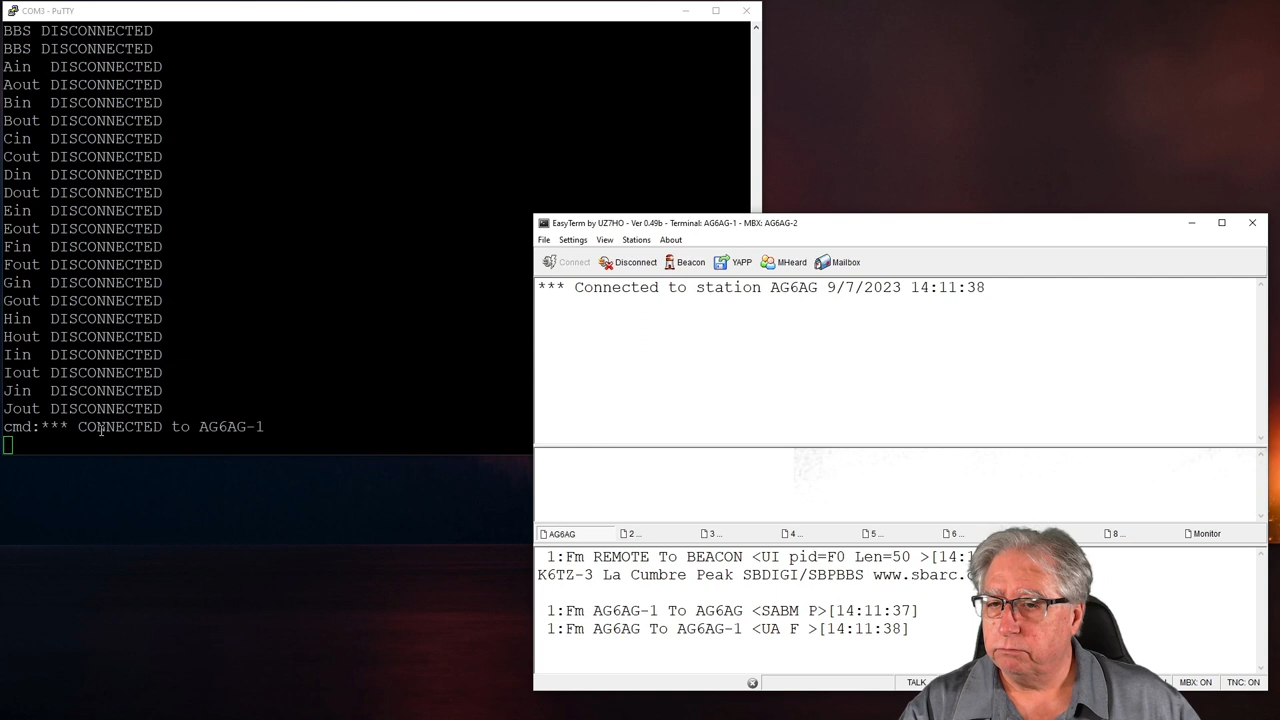 COM3 - PuTTY
BBS DISCONNECTED
BBS DISCONNECTED
Ain DISCONNECTED
Aout DISCONNECTED
Bin DISCONNECTED
Bout DISCONNECTED
Cin DISCONNECTED
Cout DISCONNECTED
Din DISCONNECTED
Dout DISCONNECTED
Ein DISCONNECTED
Eout DISCONNECTED
Fin DISCONNECTED
Fout DISCONNECTED
Gin DISCONNECTED
Gout DISCONNECTED
Hin DISCONNECTED
Hout DISCONNECTED
Iin DISCONNECTED
Iout DISCONNECTED
Jin DISCONNECTED
Jout DISCONNECTED
cmd:*** CONNECTED to AG6AG-1
EasyTerm by UZ7HO - Ver 0.49b - Terminal: AG6AG-1 - MBX: AG6AG-2
File Settings View Stations About
Connect Disconnect Beacon YAPP MHeard Mailbox
*** Connected to station AG6AG 9/7/2023 14:11:38
AG6AG 2 ... 3 ... 4 ... 5 ... 6 ... 8 ... Monitor
1:Fm REMOTE To BEACON <UI pid=F0 Len=50 >[14:1
K6TZ-3 La Cumbre Peak SBDIGI/SBPBBS www.sbarc.
1:Fm AG6AG-1 To AG6AG <SABM P>[14:11:37]
1:Fm AG6AG To AG6AG-1 <UA F >[14:11:38]
TALK MBX: ON TNC: ON